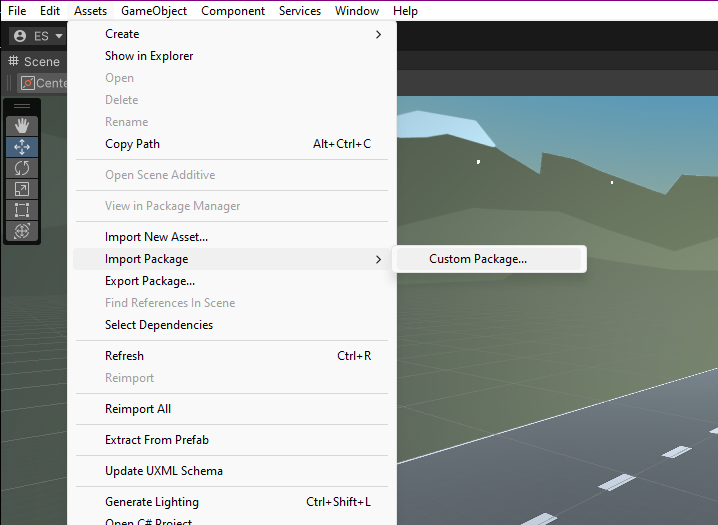 File Edit Assets GameObject Component Services Window Help
ES
Scene
Cente
Create
Show in Explorer
Open
Delete
Rename
Copy Path Alt+Ctrl+C
Open Scene Additive
View in Package Manager
Import New Asset...
Import Package
Custom Package...
Export Package...
Find References In Scene
Select Dependencies
Refresh Ctrl+R
Reimport
Reimport All
Extract From Prefab
Update UXML Schema
Generate Lighting Ctrl+Shift+L
Open C# Project